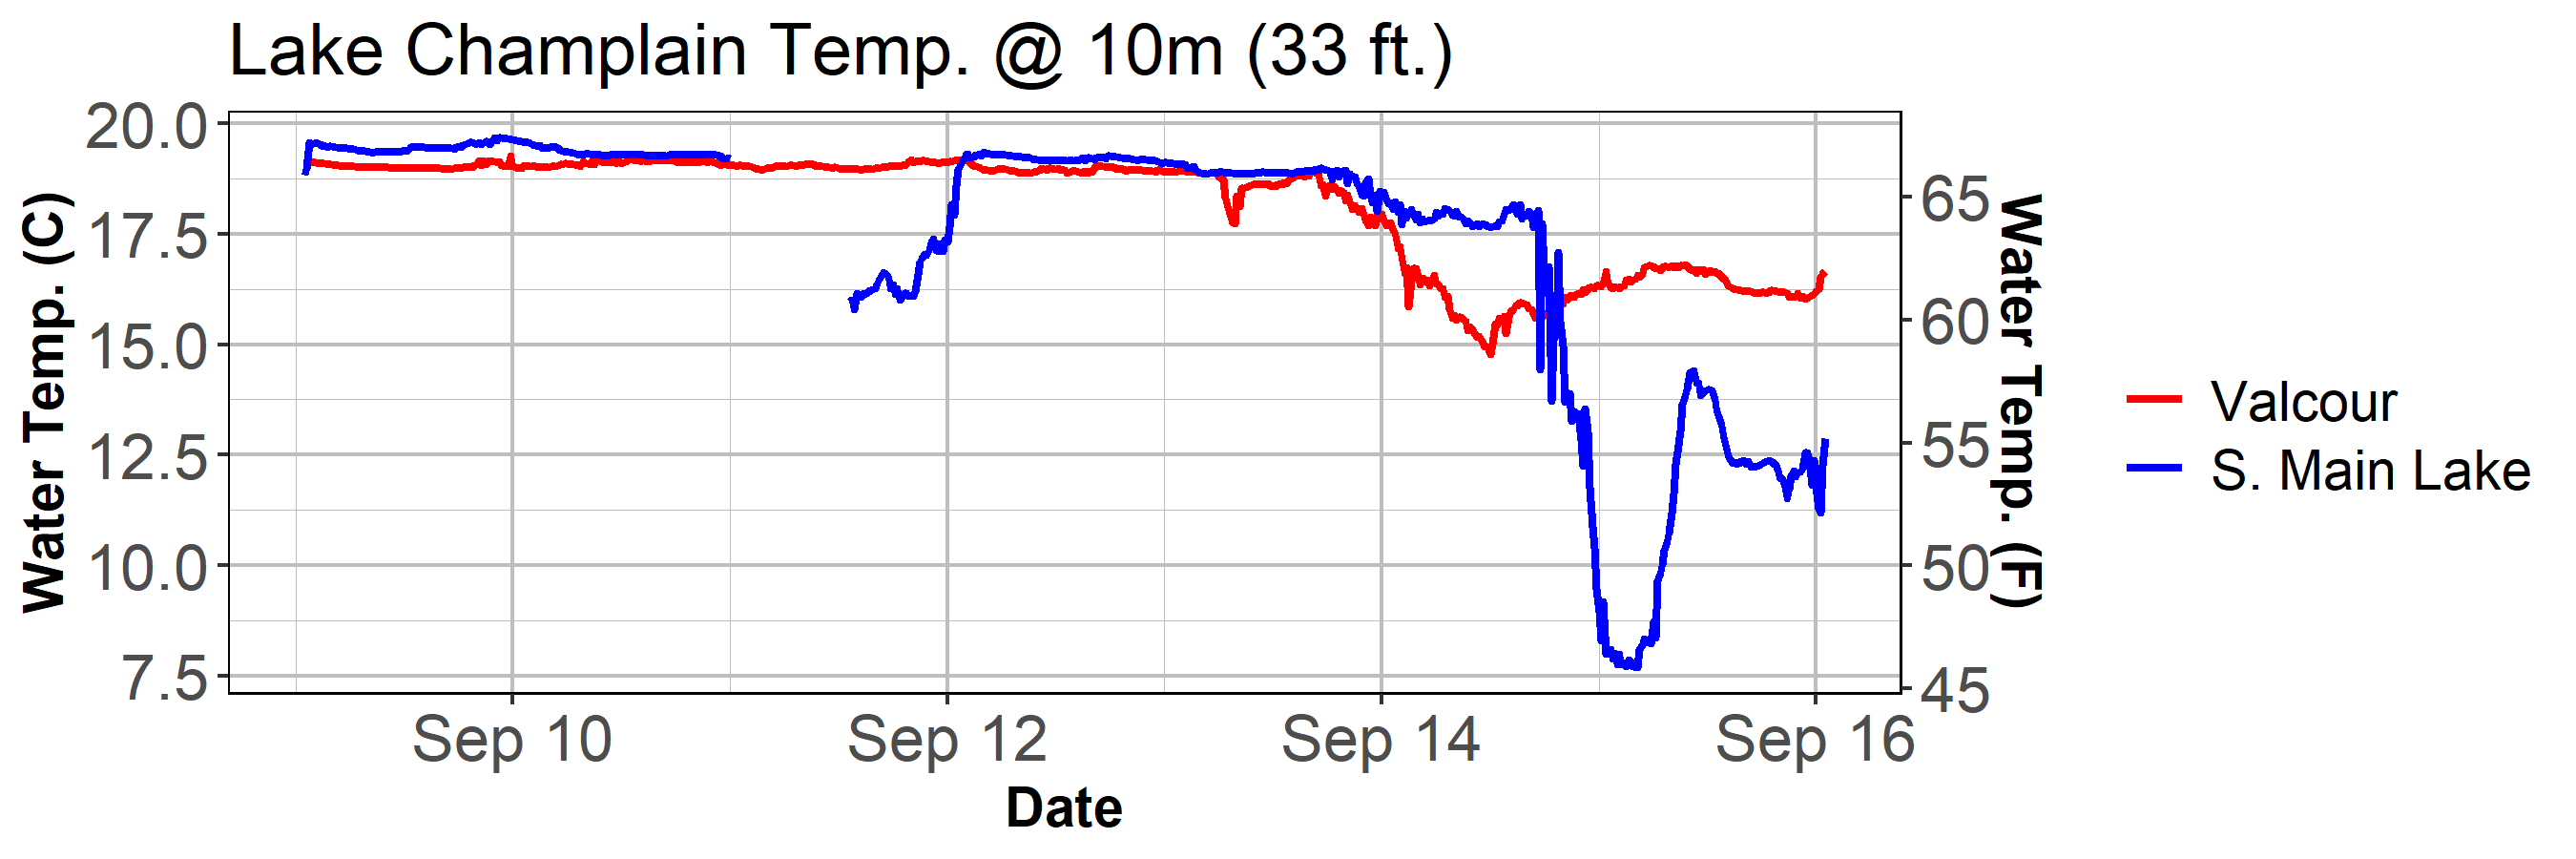 Lake Champlain Temp. @ 10m (33 ft.)
Water Temp. (C)
20.0
17.5
15.0
12.5
10.0
7.5
65
60
55
50
45
Water Temp. (F)
Sep 10
Sep 12
Sep 14
Sep 16
Date
Valcour
S. Main Lake